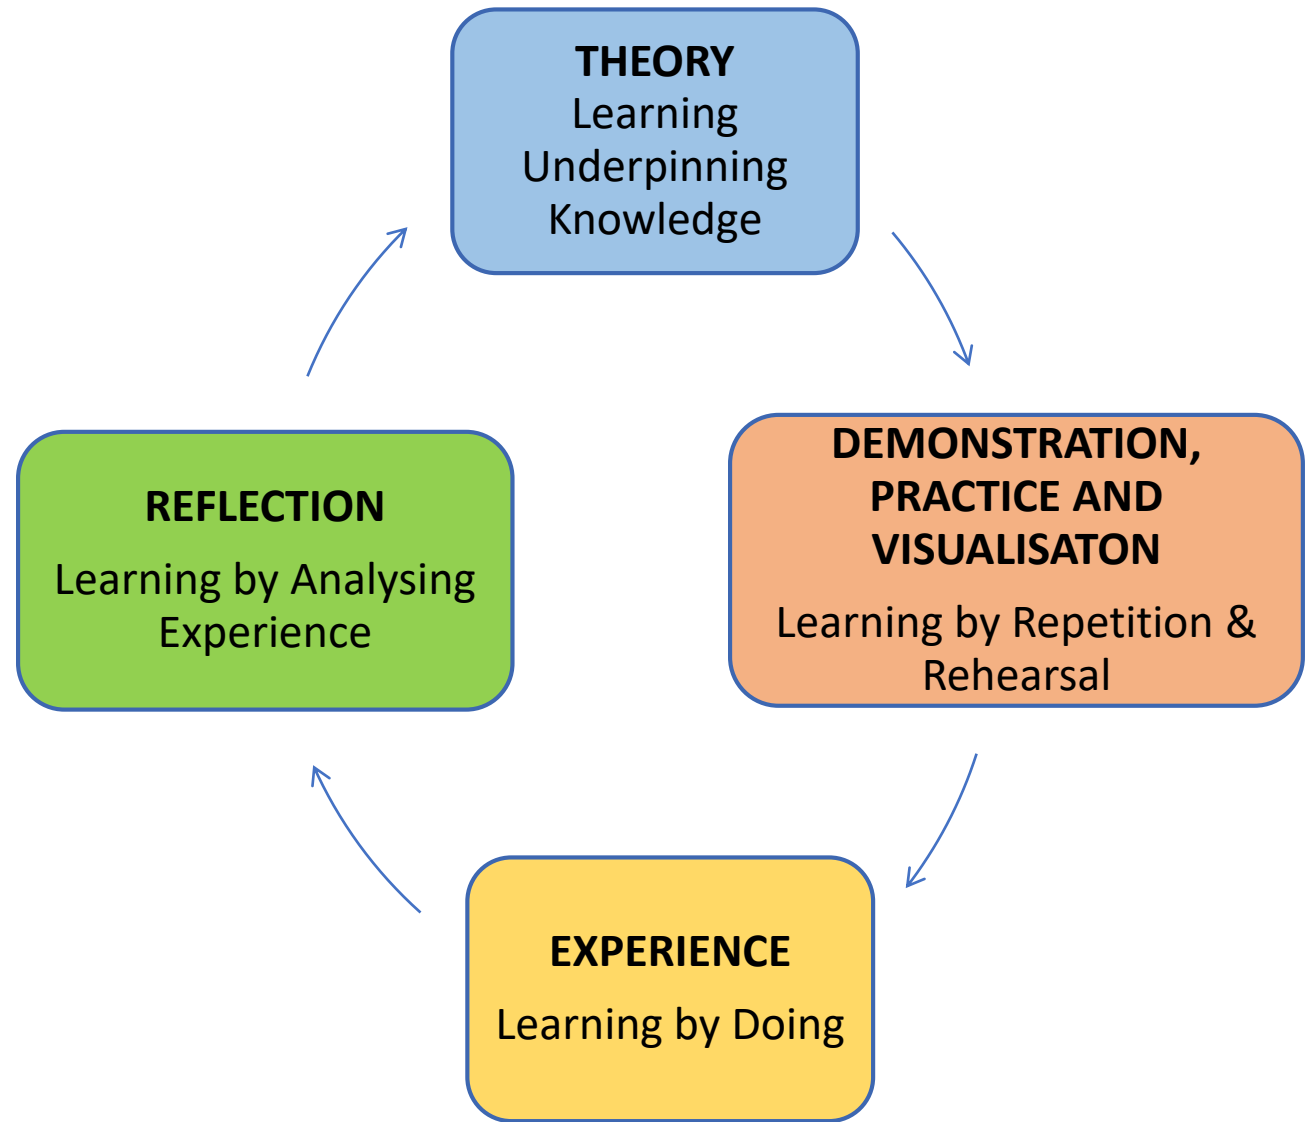 THEORY
Learning
Underpinning
Knowledge
DEMONSTRATION,
PRACTICE AND
VISUALISATON
Learning by Repetition &
Rehearsal
EXPERIENCE
Learning by Doing
REFLECTION
Learning by Analysing
Experience